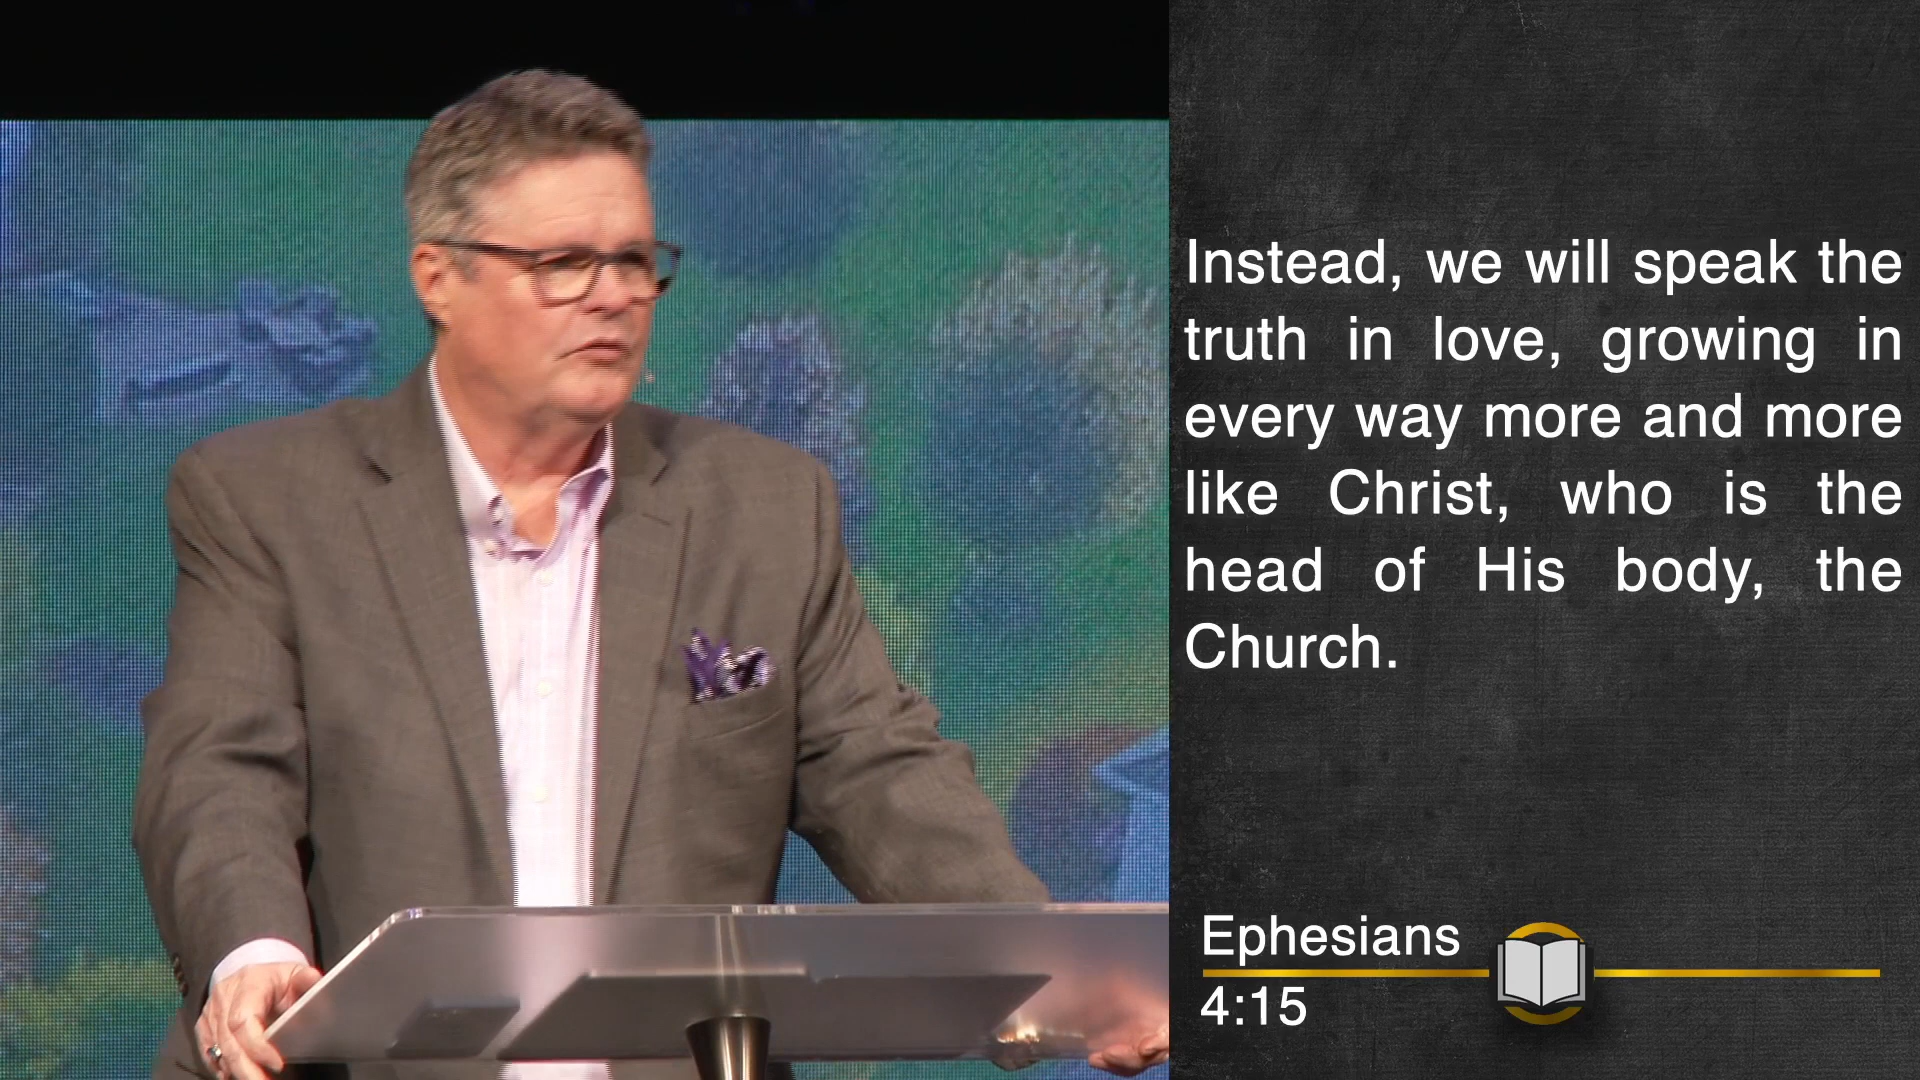 Instead, we will speak the
truth in love, growing in
every way more and more
like Christ, who is the
head of His body, the
Church.
Ephesians
4:15